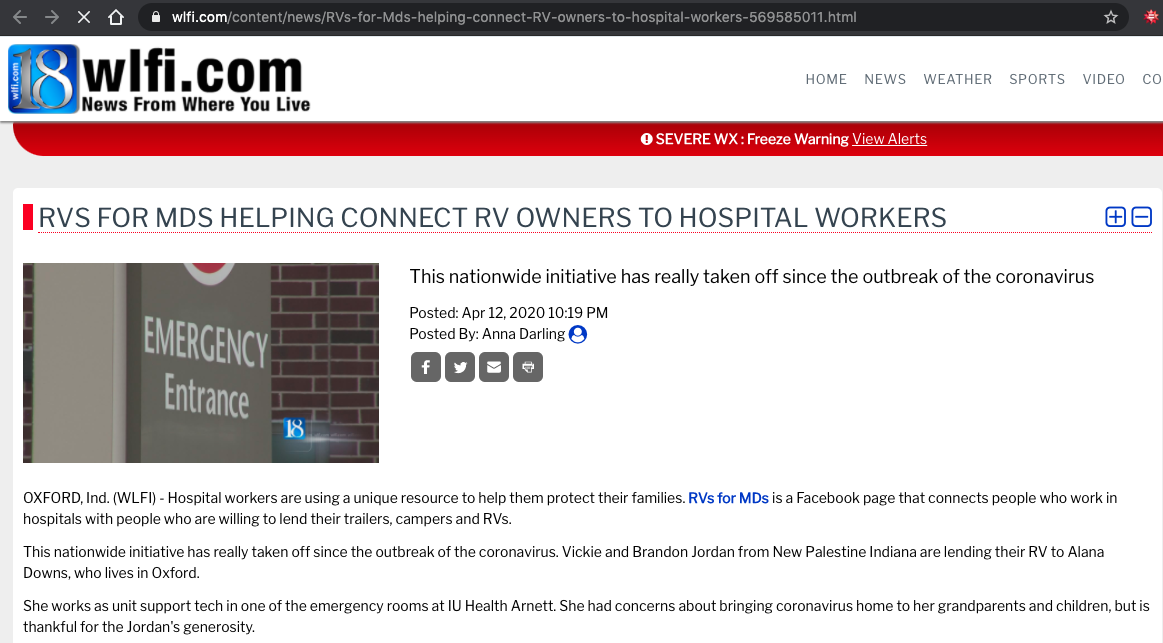 wlfi.com/content/news/RVs-for-Mds-helping-connect-RV-owners-to-hospital-workers-569585011.html
wlfi.com
18
wlfi.com
News From Where You Live
HOME NEWS WEATHER SPORTS VIDEO CO
SEVERE WX : Freeze Warning View Alerts
RVS FOR MDS HELPING CONNECT RV OWNERS TO HOSPITAL WORKERS
EMERGENCY
Entrance
18
This nationwide initiative has really taken off since the outbreak of the coronavirus
Posted: Apr 12, 2020 10:19 PM
Posted By: Anna Darling
OXFORD, Ind. (WLFI) - Hospital workers are using a unique resource to help them protect their families. RVs for MDs is a Facebook page that connects people who work in
hospitals with people who are willing to lend their trailers, campers and RVs.
This nationwide initiative has really taken off since the outbreak of the coronavirus. Vickie and Brandon Jordan from New Palestine Indiana are lending their RV to Alana
Downs, who lives in Oxford.
She works as unit support tech in one of the emergency rooms at IU Health Arnett. She had concerns about bringing coronavirus home to her grandparents and children, but is
thankful for the Jordan's generosity.